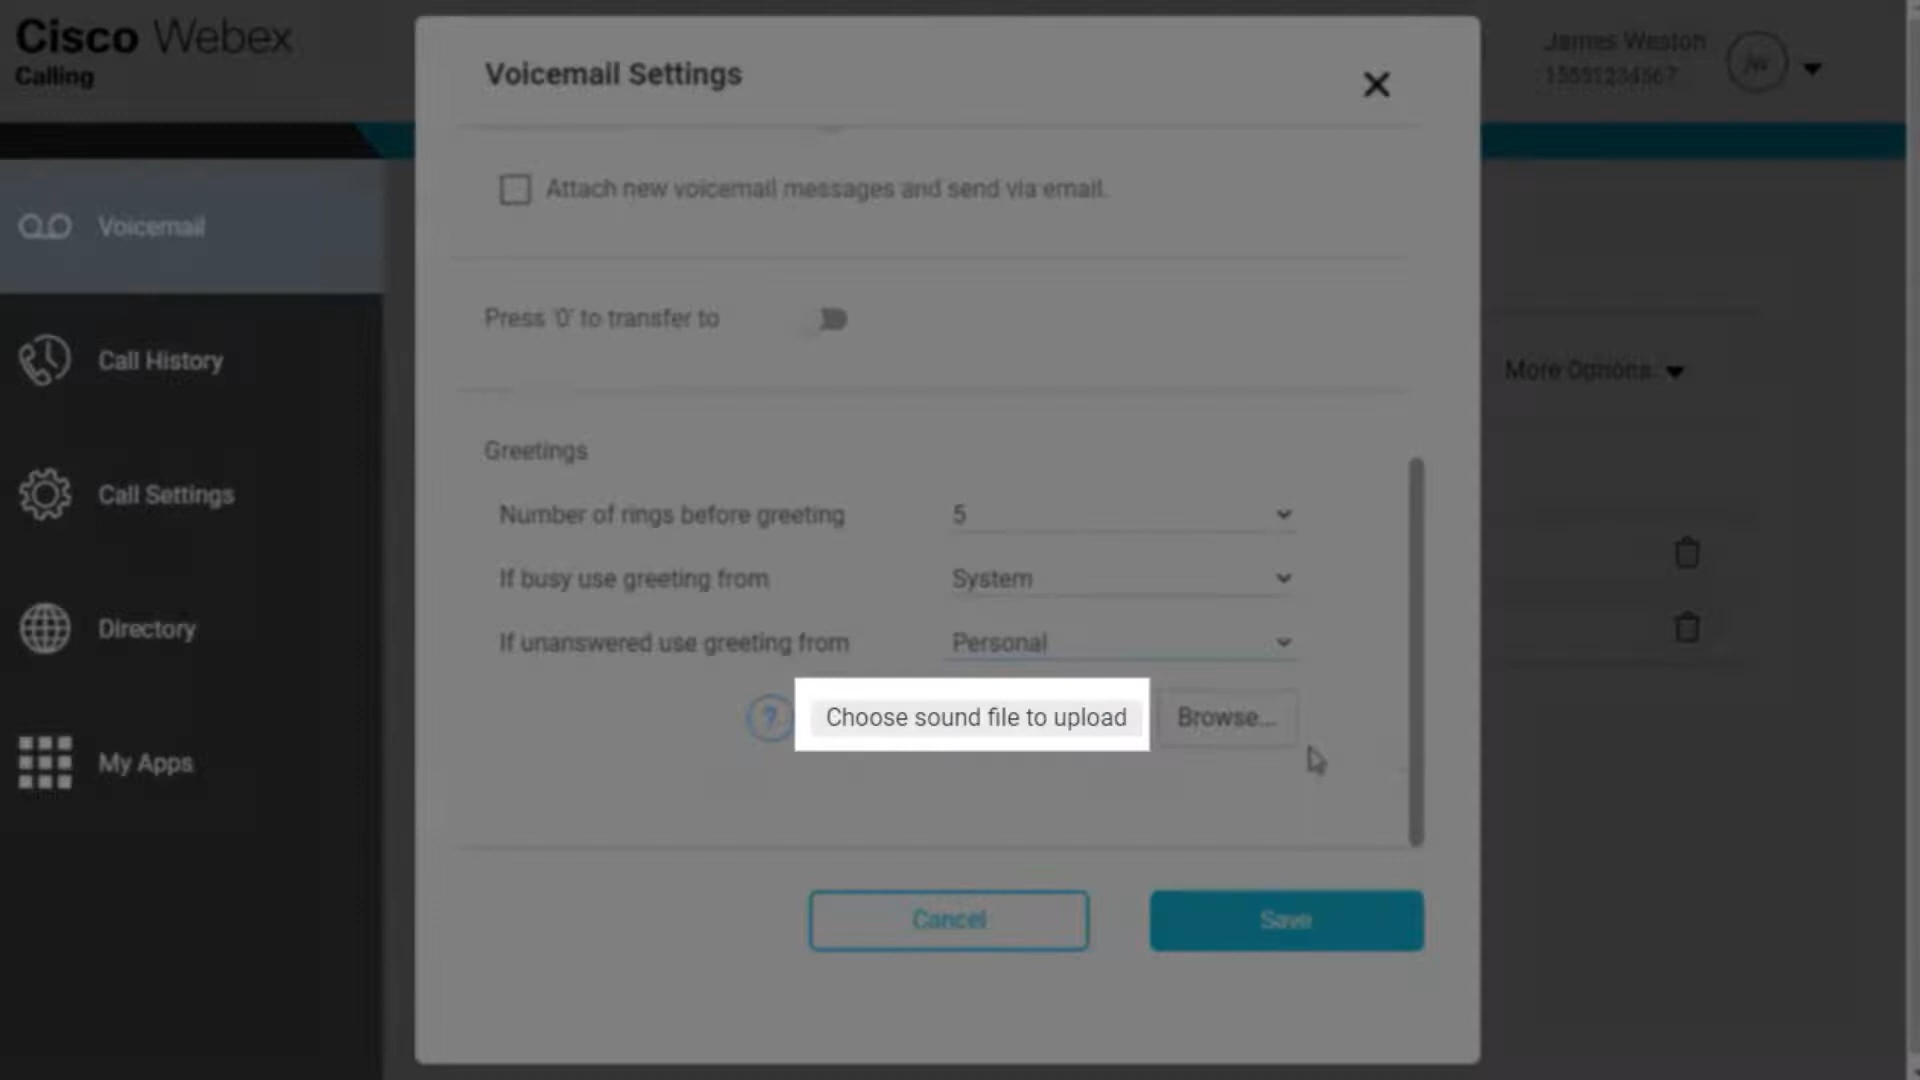 Cisco Webex
Calling
Voicemail Settings
James Weston
15551234567
jw
Attach new voicemail messages and send via email.
Voicemail
Press '0' to transfer to
Call History
More Options
Greetings
Call Settings
Number of rings before greeting 5
If busy use greeting from System
Directory
If unanswered use greeting from Personal
? Choose sound file to upload Browse...
My Apps
Cancel Save